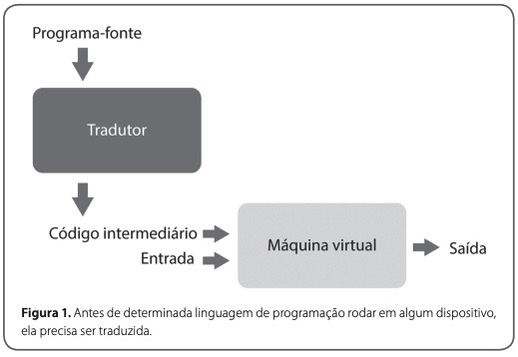 Programa-fonte
Tradutor
Código intermediário
Entrada
Máquina virtual
Saída
Figura 1. Antes de determinada linguagem de programação rodar em algum dispositivo,
ela precisa ser traduzida.